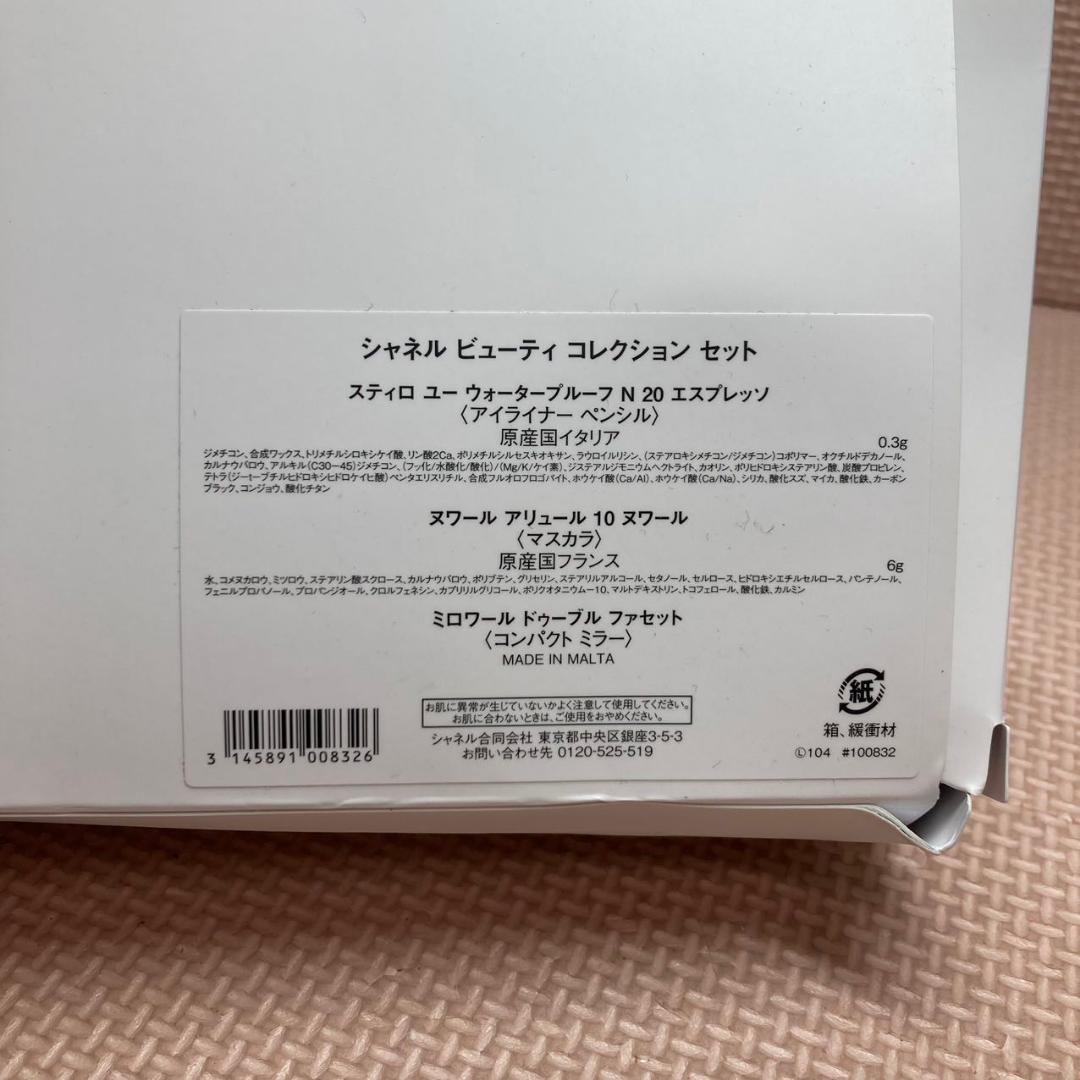 シャネル ビューティ コレクション セット
スティロ ユー ウォータープルーフ N 20 エスプレッソ
〈アイライナー ペンシル〉
原産国イタリア
0.3g
ジメチコン、合成ワックス、トリメチルシロキシケイ酸、リン酸2Ca、ポリメチルシルセスキオキサン、ラウロイルリシン、(ステアロキシメチコン/ジメチコン)コポリマー、オクチルドデカノール、
カルナウバロウ、アルキル(C30-45)ジメチコン、(フッ化/水酸化/酸化)/(Mg/K/ケイ素)、ジステアルジモニウムヘクトライト、カオリン、ポリヒドロキシステアリン酸、炭酸プロピレン、
テトラ(ジーtーブチルヒドロキシヒドロケイヒ酸)ペンタエリスリチル、合成フルオロフロゴパイト、ホウケイ酸(Ca/Al)、ホウケイ酸(Ca/Na)、シリカ、酸化スズ、マイカ、酸化鉄、カーボン
ブラック、コンジョウ、酸化チタン
ヌワール アリュール 10 ヌワール
〈マスカラ〉
原産国フランス
6g
水、コメヌカロウ、ミツロウ、ステアリン酸スクロース、カルナウバロウ、ポリブテン、グリセリン、ステアリルアルコール、セタノール、セルロース、ヒドロキシエチルセルロース、パンテノール、
フェニルプロパノール、プロパンジオール、クロルフェネシン、カプリリルグリコール、ポリクオタニウムー10、マルトデキストリン、トコフェロール、酸化鉄、カルミン
ミロワール ドゥーブル ファセット
〈コンパクト ミラー〉
MADE IN MALTA
お肌に異常が生じていないかよく注意して使用してください。
お肌に合わないときは、ご使用をおやめください。
シャネル合同会社 東京都中央区銀座3-5-3
お問い合わせ先 0120-525-519
3 145891 008326
紙
箱、緩衝材
Ⓛ104 #100832